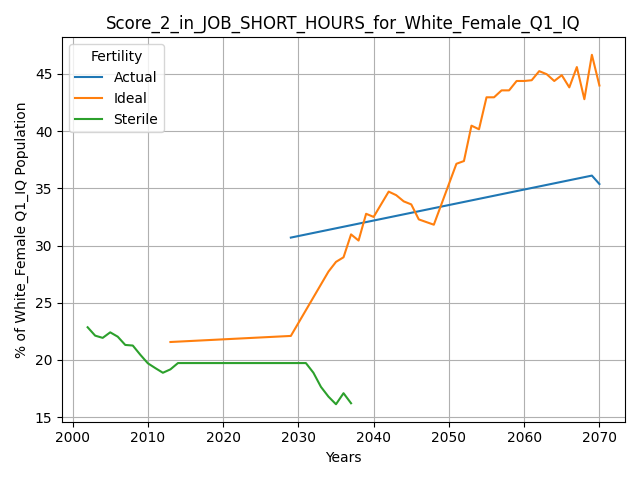 Score_2_in_JOB_SHORT_HOURS_for_White_Female_Q1_IQ
Fertility
Actual
Ideal
Sterile
% of White_Female Q1_IQ Population
45
40
35
30
25
20
15
2000 2010 2020 2030 2040 2050 2060 2070
Years